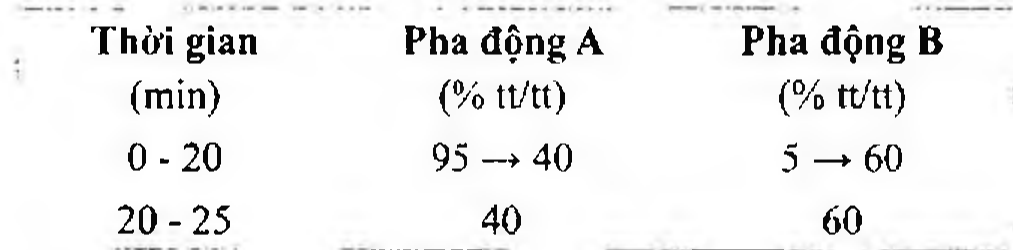 Thời gian Pha động A Pha động B
(min) (% tt/tt) (% tt/tt)
0 - 20 95 → 40 5 → 60
20 - 25 40 60